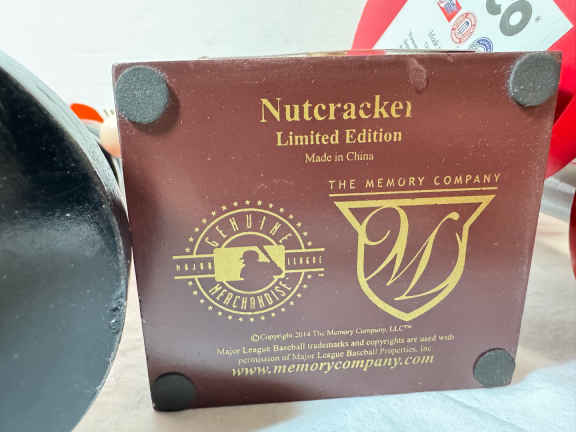 Nutcracker
Limited Edition
Made in China
THE MEMORY COMPANY
GENUINE
MAJOR LEAGUE
MERCHANDISE
M
©Copyright 2014 The Memory Company, LLC™
Major League Baseball trademarks and copyrights are used with
permission of Major League Baseball Properties, Inc
www.memorycompany.com